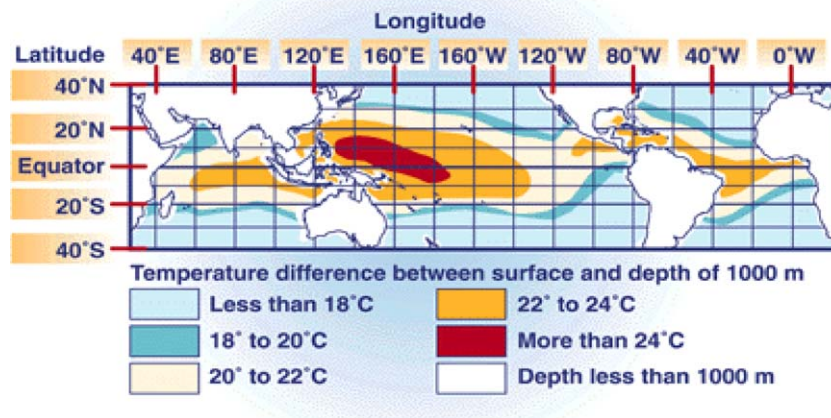 Longitude
Latitude 40°E 80°E 120°E 160°E 160°W 120°W 80°W 40°W 0°W
40°N
20°N
Equator
20°S
40°S
Temperature difference between surface and depth of 1000 m
Less than 18°C 22° to 24°C
18° to 20°C More than 24°C
20° to 22°C Depth less than 1000 m